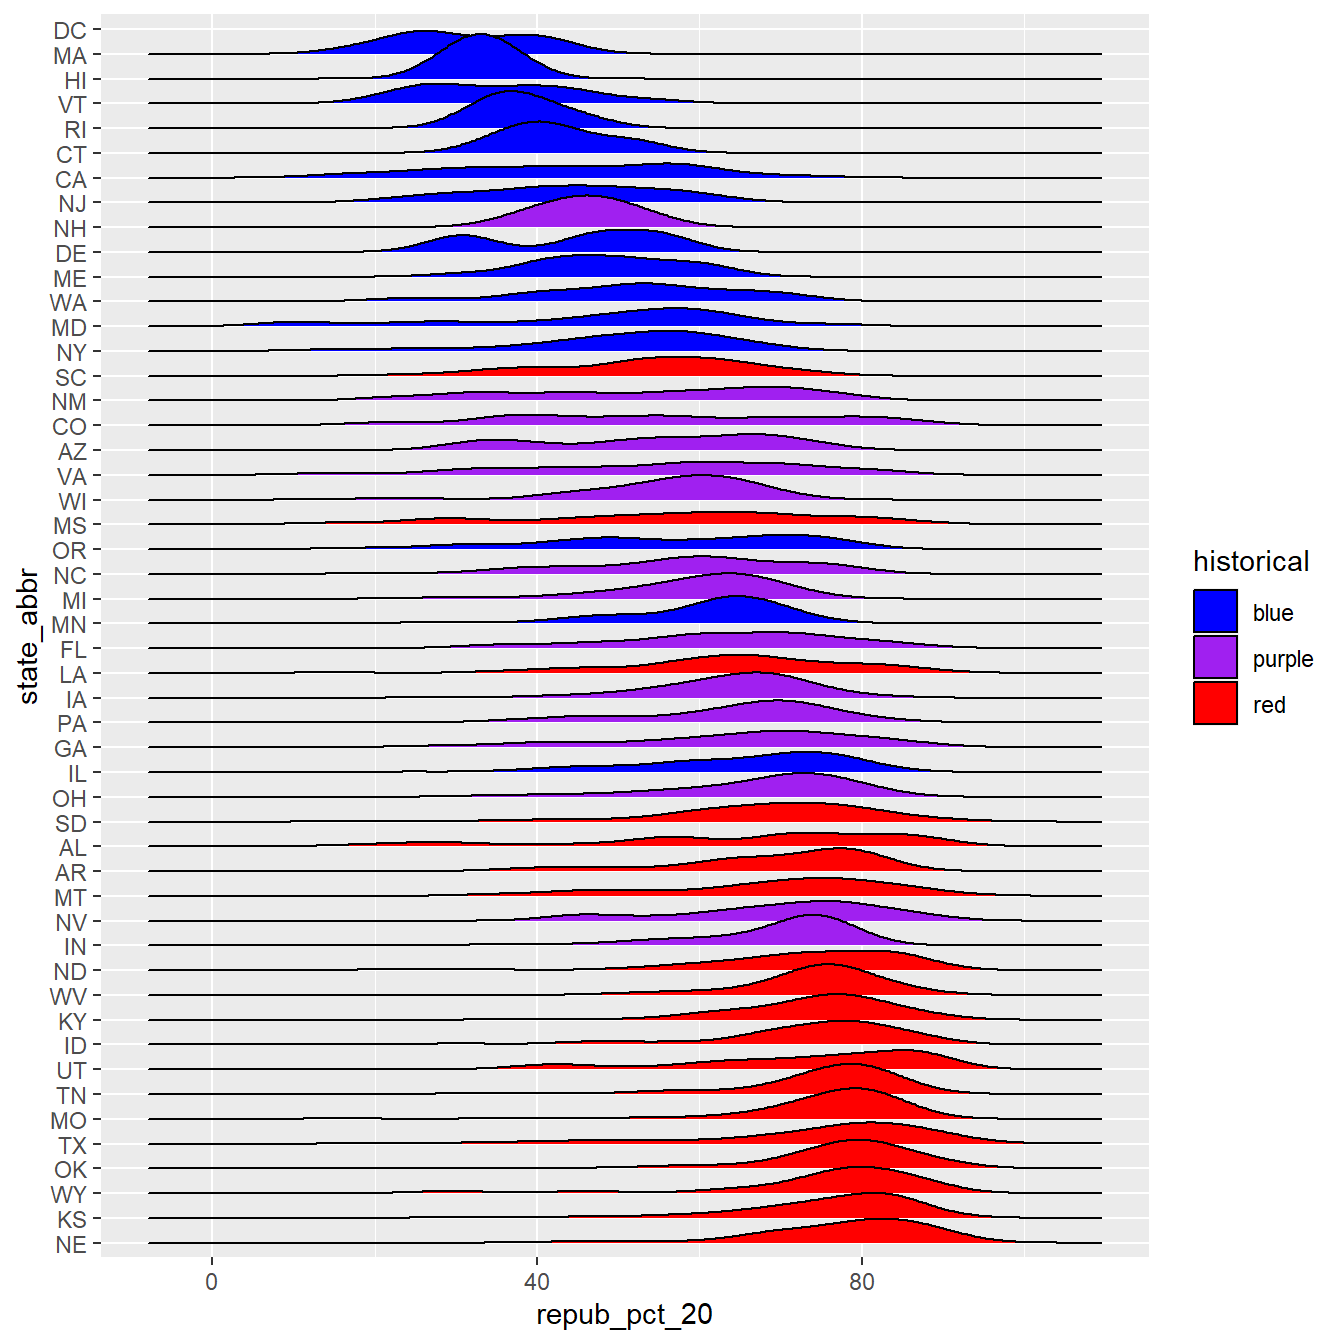 DC
MA
HI
VT
RI
CT
CA
NJ
NH
DE
ME
WA
MD
NY
SC
NM
CO
AZ
VA
WI
MS
OR
NC
MI
MN
FL
LA
IA
PA
GA
IL
OH
SD
AL
AR
MT
NV
IN
ND
WV
KY
ID
UT
TN
MO
TX
OK
WY
KS
NE
state_abbr
0 40 80
repub_pct_20
historical
blue
purple
red